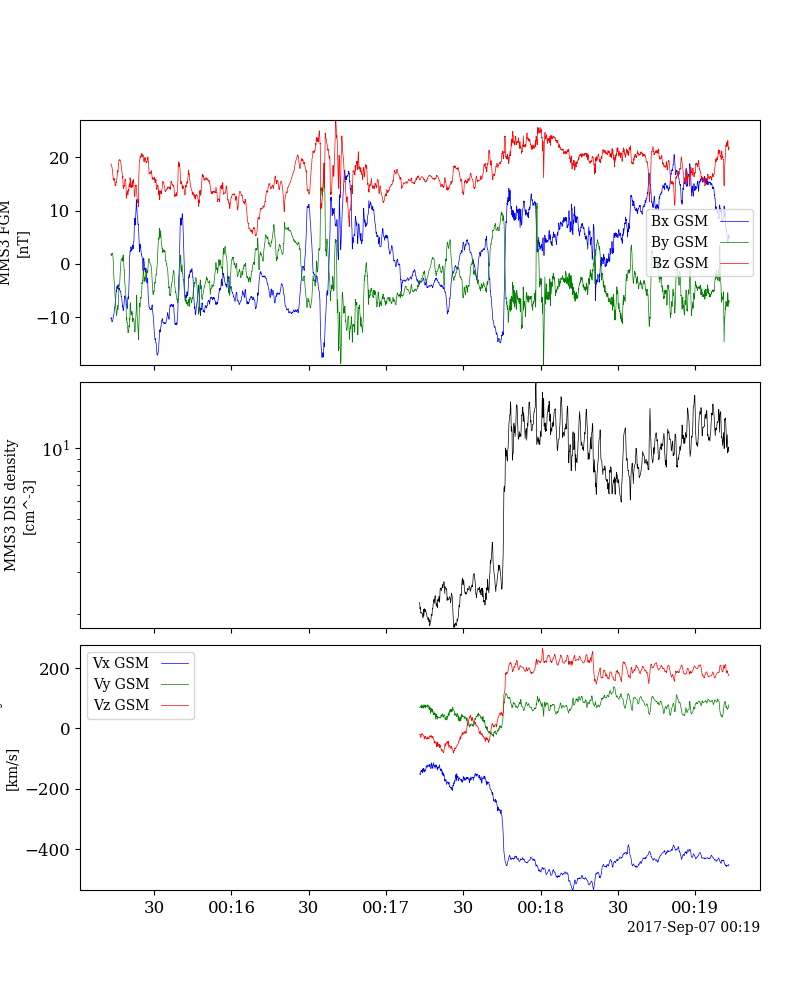 20
10
0
−10
MMS3 FGM
[nT]
Bx GSM
By GSM
Bz GSM
10^1
MMS3 DIS density
[cm^-3]
200
0
−200
−400
[km/s]
Vx GSM
Vy GSM
Vz GSM
30 00:16 30 00:17 30 00:18 30 00:19
2017-Sep-07 00:19